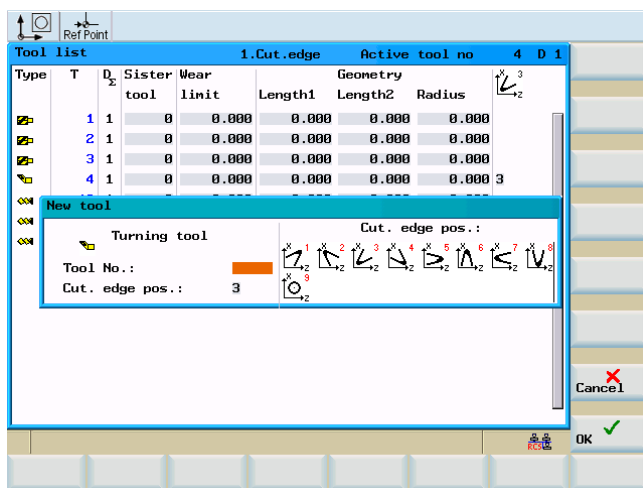 Ref Point
Tool list 1.Cut.edge Active tool no 4 D 1
Type T D Σ Sister Wear Geometry X 3 Z
tool limit Length1 Length2 Radius
1 1 0 0.000 0.000 0.000 0.000
2 1 0 0.000 0.000 0.000 0.000
3 1 0 0.000 0.000 0.000 0.000
4 1 0 0.000 0.000 0.000 0.000 3
New tool
Turning tool
Tool No.:
Cut. edge pos.: 3
Cut. edge pos.:
X 1 Z X 2 Z X 3 Z X 4 Z X 5 Z X 6 Z X 7 Z X 8 Z
X 9 Z
Cancel
OK
RCS